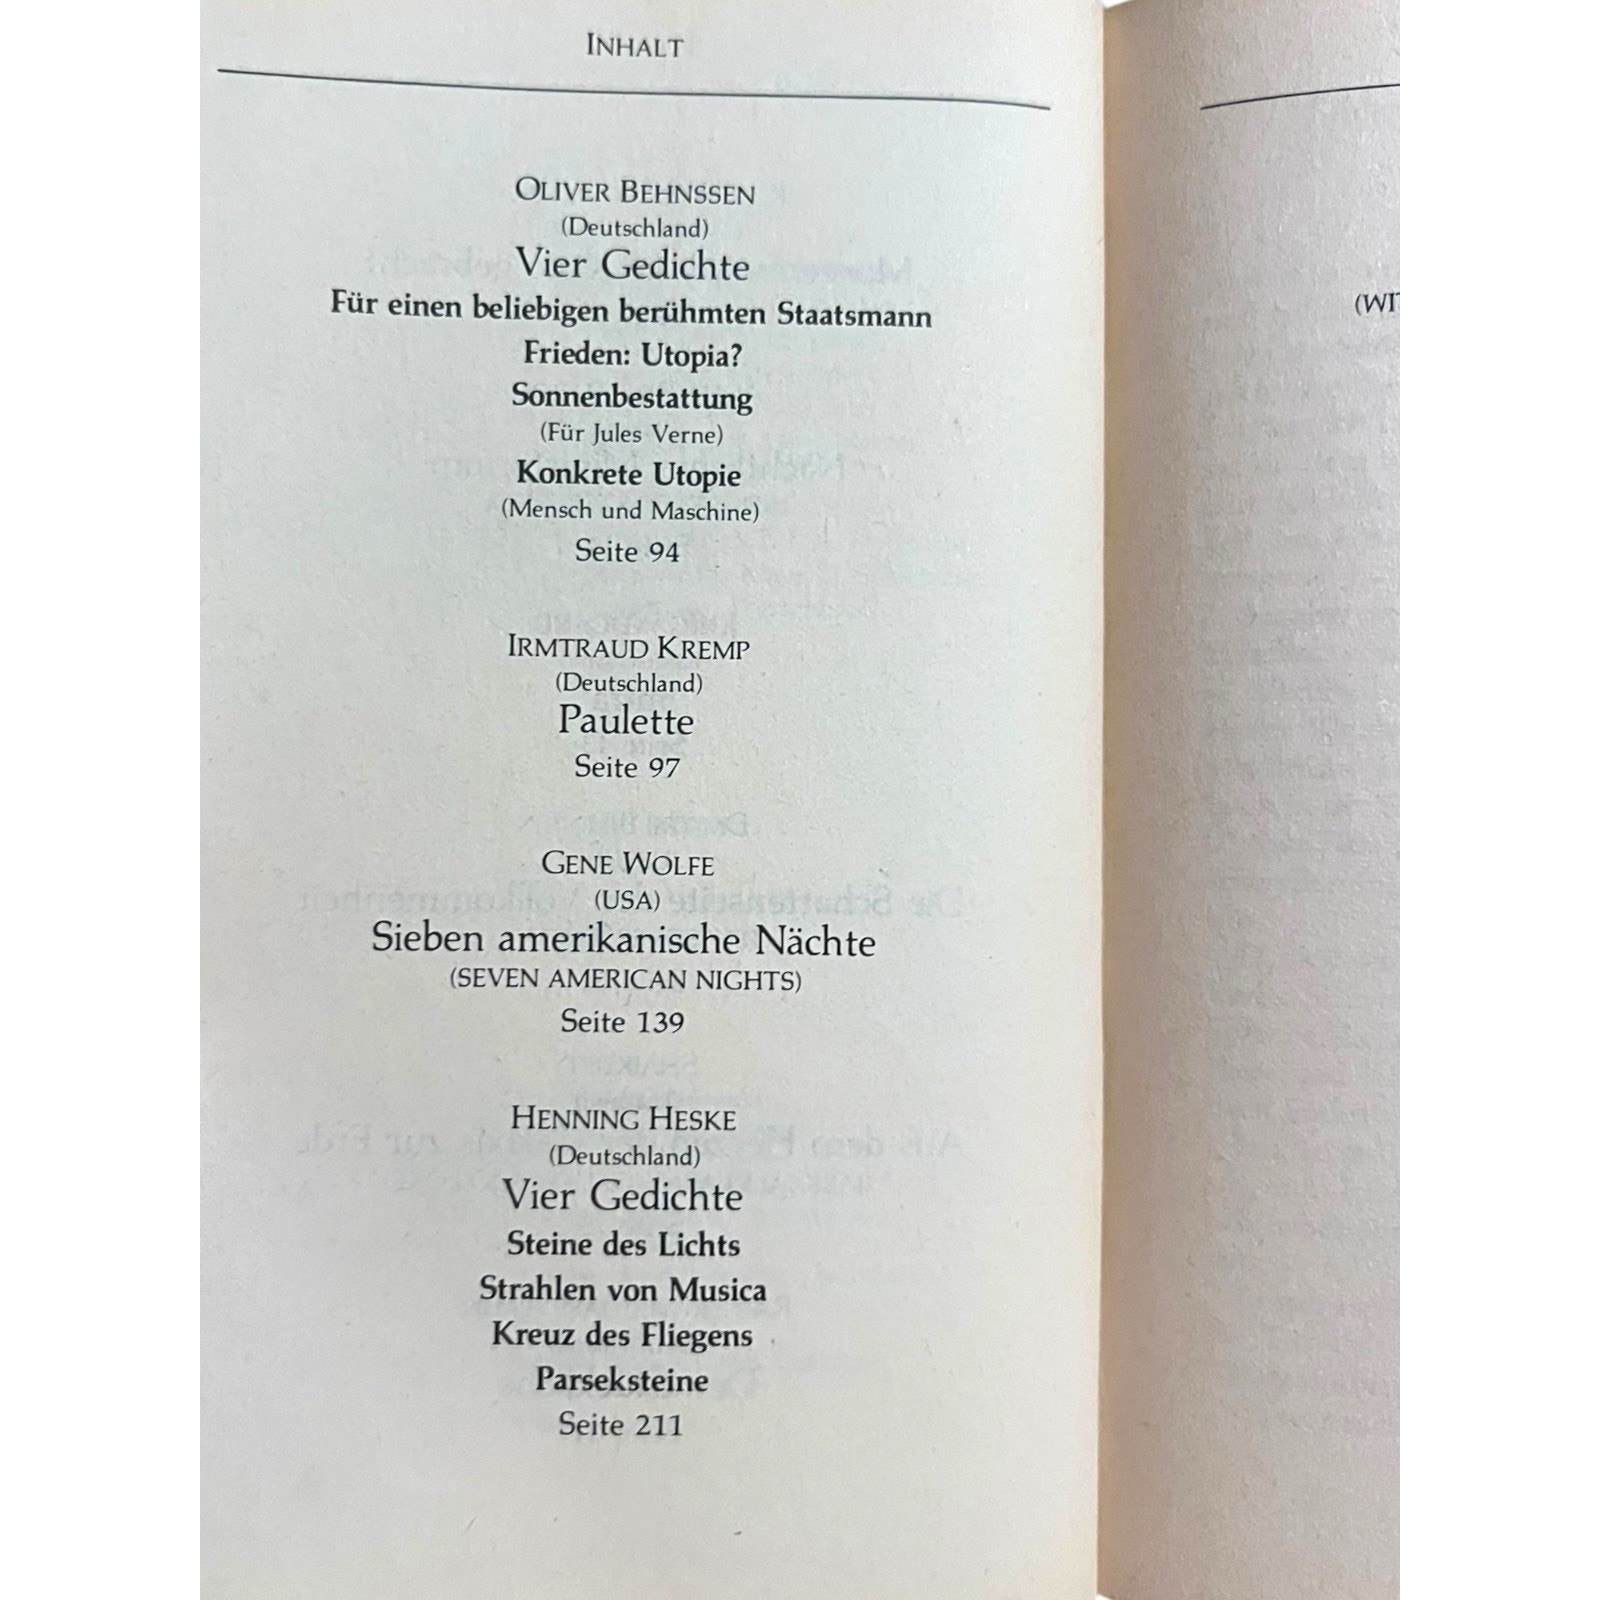 INHALT
OLIVER BEHNSSEN
(Deutschland)
Vier Gedichte
Für einen beliebigen berühmten Staatsmann
Frieden: Utopia?
Sonnenbestattung
(Für Jules Verne)
Konkrete Utopie
(Mensch und Maschine)
Seite 94
IRMTRAUD KREMP
(Deutschland)
Paulette
Seite 97
GENE WOLFE
(USA)
Sieben amerikanische Nächte
(SEVEN AMERICAN NIGHTS)
Seite 139
HENNING HESKE
(Deutschland)
Vier Gedichte
Steine des Lichts
Strahlen von Musica
Kreuz des Fliegens
Parseksteine
Seite 211